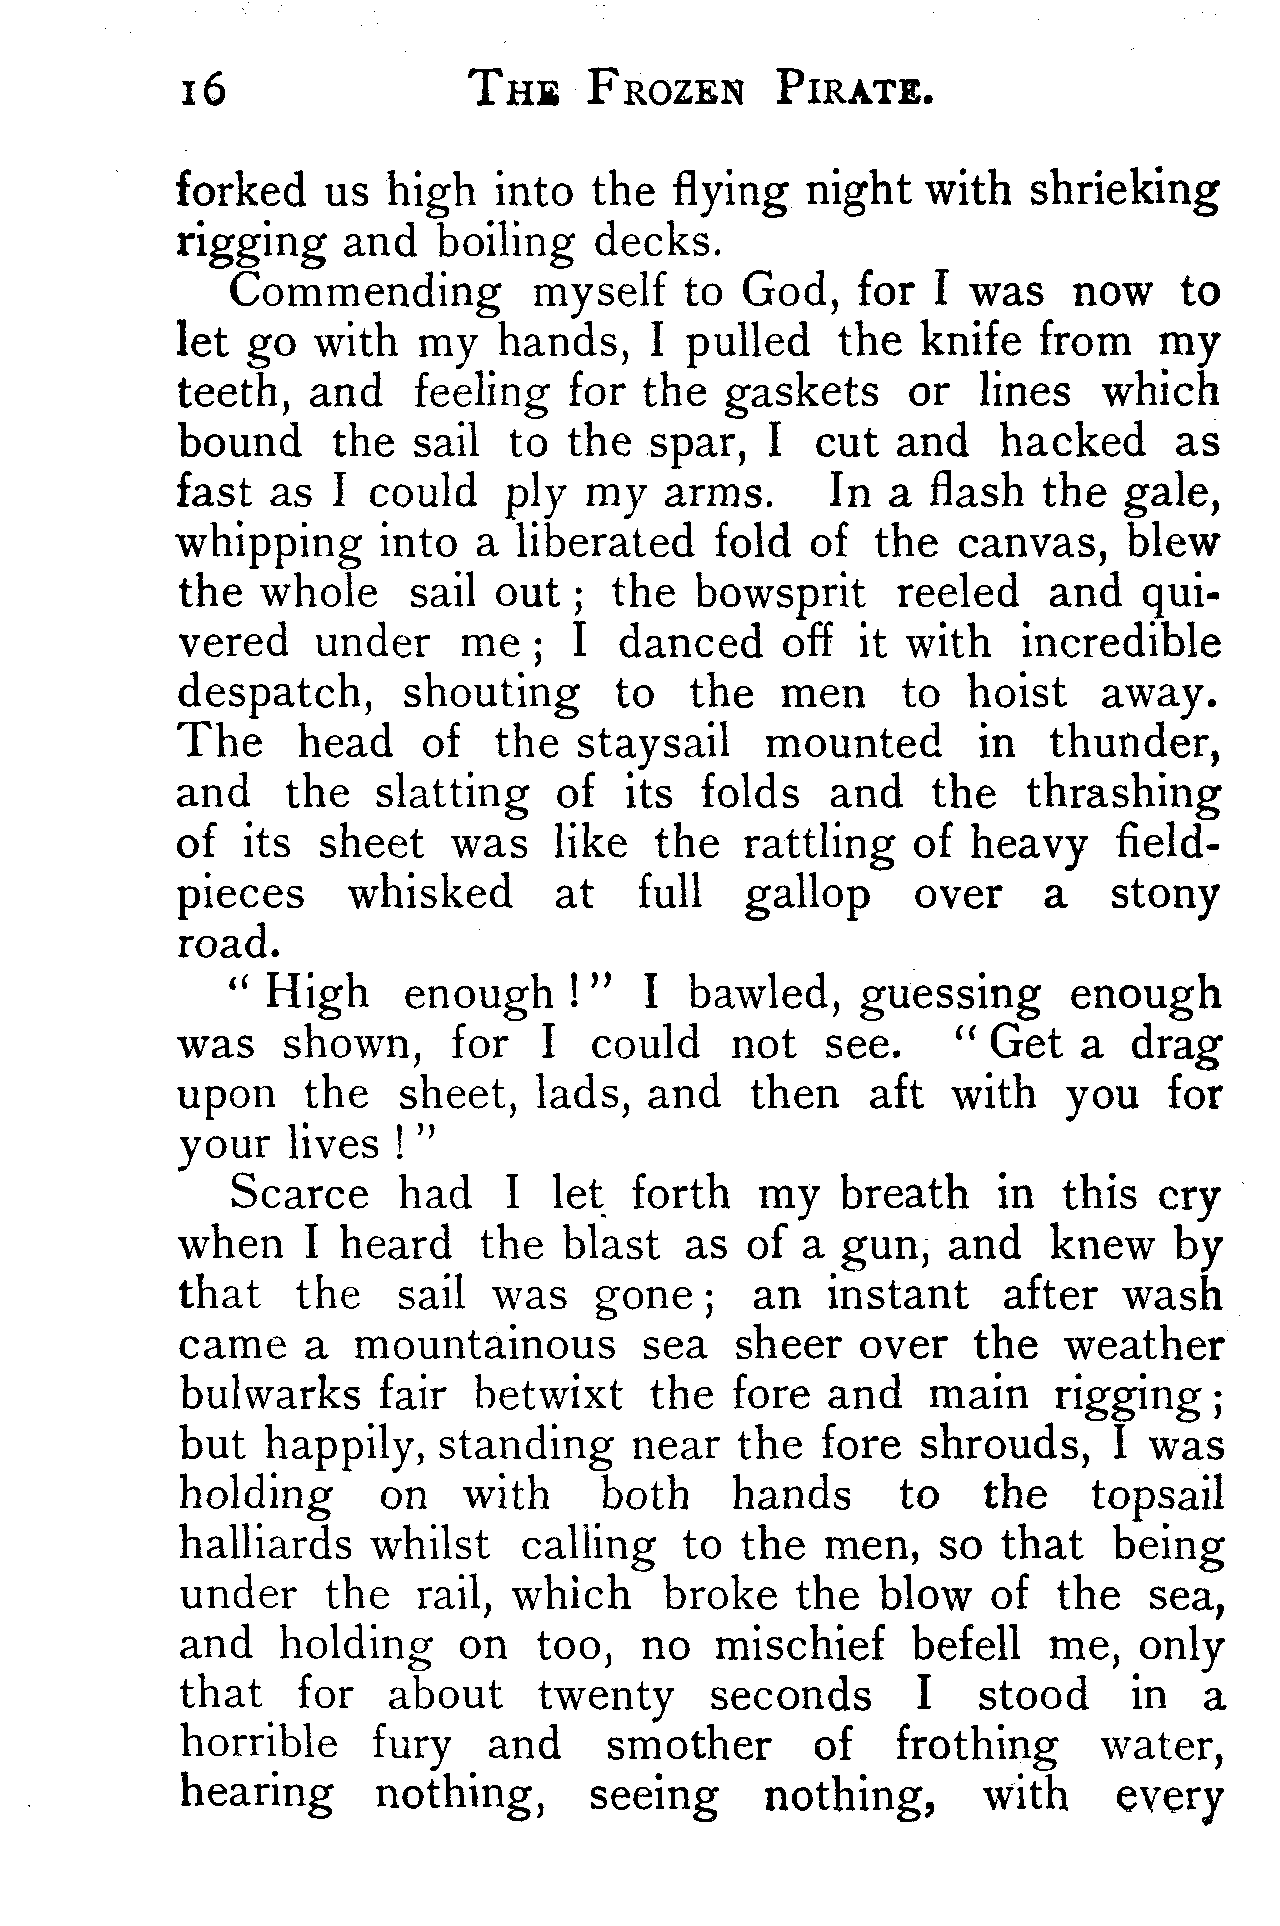 16 THE FROZEN PIRATE.
forked us high into the flying night with shrieking
rigging and boiling decks.
Commending myself to God, for I was now to
let go with my hands, I pulled the knife from my
teeth, and feeling for the gaskets or lines which
bound the sail to the spar, I cut and hacked as
fast as I could ply my arms. In a flash the gale,
whipping into a liberated fold of the canvas, blew
the whole sail out ; the bowsprit reeled and qui-
vered under me ; I danced off it with incredible
despatch, shouting to the men to hoist away.
The head of the staysail mounted in thunder,
and the slatting of its folds and the thrashing
of its sheet was like the rattling of heavy field-
pieces whisked at full gallop over a stony
road.
“ High enough ! ” I bawled, guessing enough
was shown, for I could not see. “ Get a drag
upon the sheet, lads, and then aft with you for
your lives ! ”
Scarce had I let forth my breath in this cry
when I heard the blast as of a gun, and knew by
that the sail was gone ; an instant after wash
came a mountainous sea sheer over the weather
bulwarks fair betwixt the fore and main rigging ;
but happily, standing near the fore shrouds, I was
holding on with both hands to the topsail
halliards whilst calling to the men, so that being
under the rail, which broke the blow of the sea,
and holding on too, no mischief befell me, only
that for about twenty seconds I stood in a
horrible fury and smother of frothing water,
hearing nothing, seeing nothing, with every